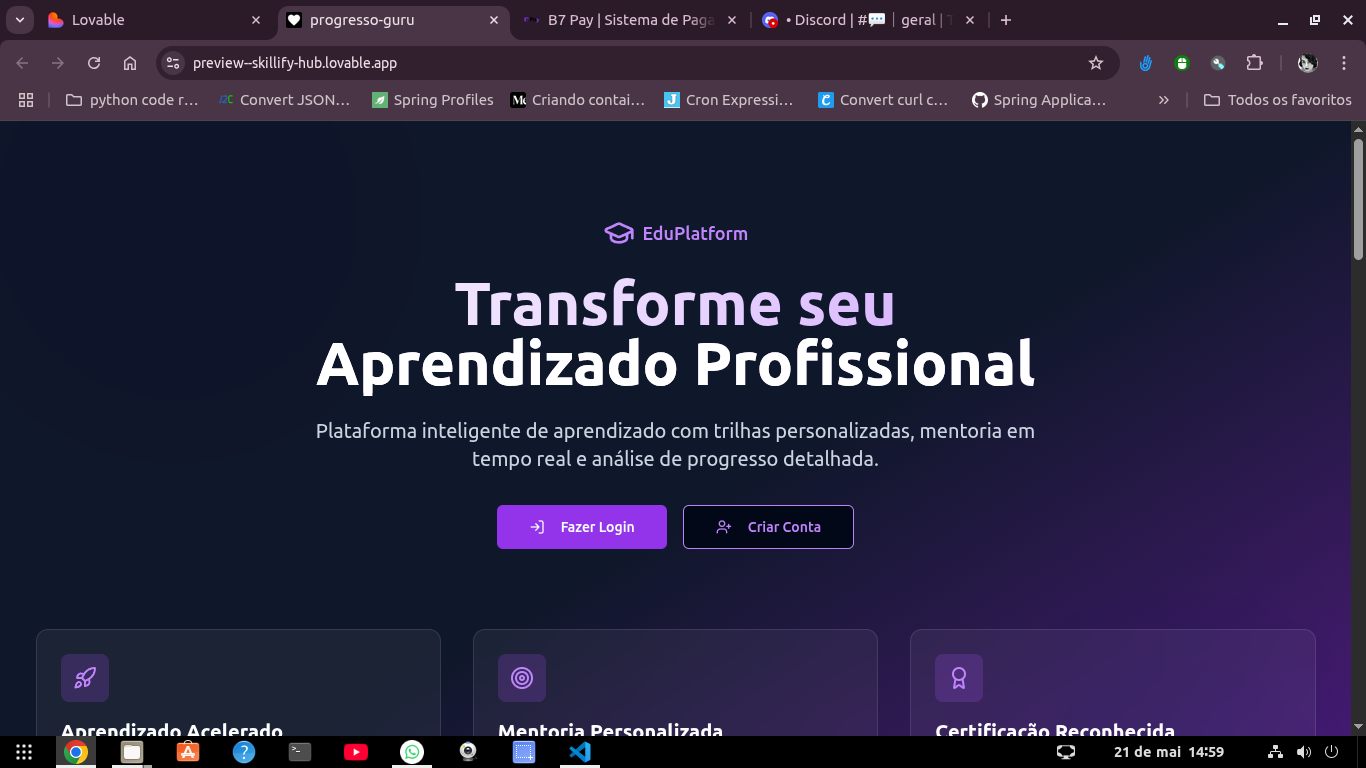 Lovable
progresso-guru
B7 Pay | Sistema de Paga
• Discord | #💬 | geral |
preview--skillify-hub.lovable.app
python code r...
Convert JSON...
Spring Profiles
Criando contai...
Cron Expressi...
Convert curl c...
Spring Applica...
Todos os favoritos
EduPlatform
Transforme seu
Aprendizado Profissional
Plataforma inteligente de aprendizado com trilhas personalizadas, mentoria em
tempo real e análise de progresso detalhada.
Fazer Login
Criar Conta
Aprendizado Acelerado
Mentoria Personalizada
Certificação Reconhecida
21 de mai 14:59